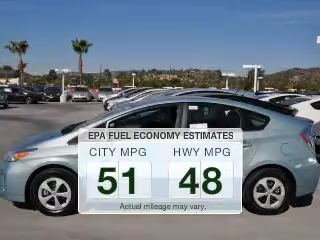 EPA FUEL ECONOMY ESTIMATES
CITY MPG HWY MPG
51 48
Actual mileage may vary.